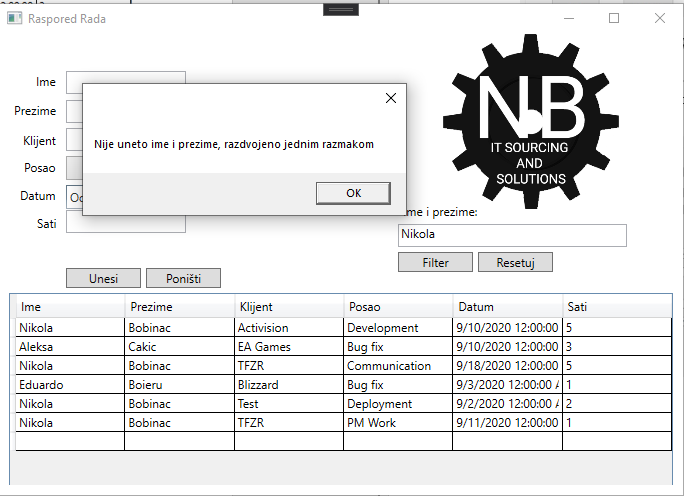 Raspored Rada
Ime
Prezime
Klijent
Posao
Datum
Sati
Nije uneto ime i prezime, razdvojeno jednim razmakom
OK
N.B
IT SOURCING
AND
SOLUTIONS
me i prezime:
Nikola
Filter Resetuj
Unesi Poništi
Ime Prezime Klijent Posao Datum Sati
Nikola Bobinac Activision Development 9/10/2020 12:00:00 5
Aleksa Cakic EA Games Bug fix 9/10/2020 12:00:00 3
Nikola Bobinac TFZR Communication 9/18/2020 12:00:00 5
Eduardo Boieru Blizzard Bug fix 9/3/2020 12:00:00 A 1
Nikola Bobinac Test Deployment 9/2/2020 12:00:00 A 2
Nikola Bobinac TFZR PM Work 9/11/2020 12:00:00 1